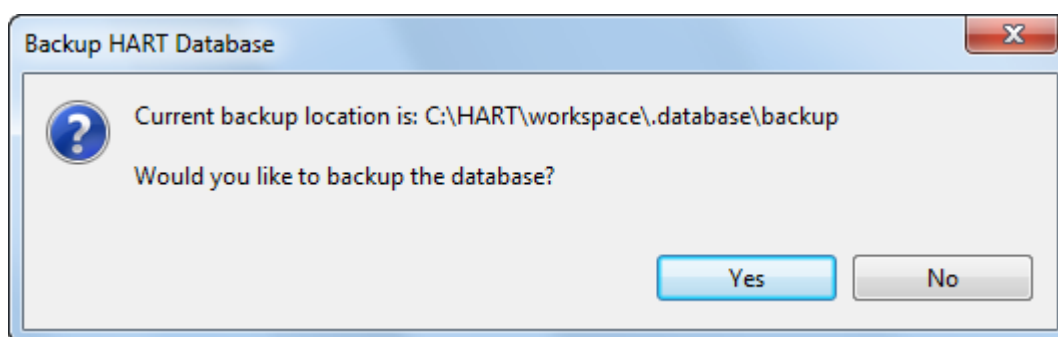 Backup HART Database
Current backup location is: C:\HART\workspace\.database\backup
Would you like to backup the database?
Yes No